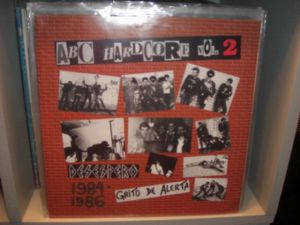 ABC HARDCORE VOL. 2
DESESPERO
1984-
1986
GRITO DE ALERTA